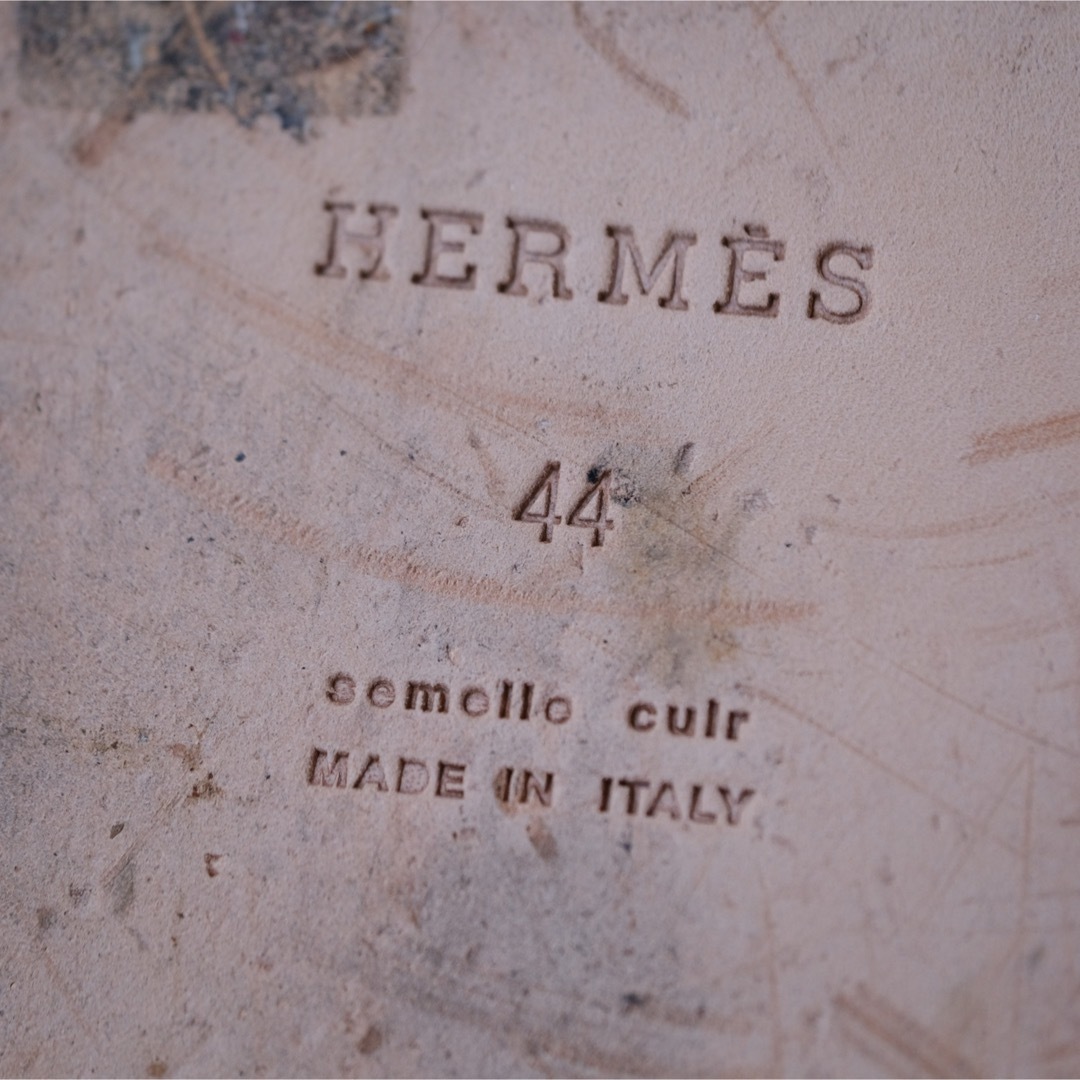 HERMÈS
44
semelle cuir
MADE IN ITALY